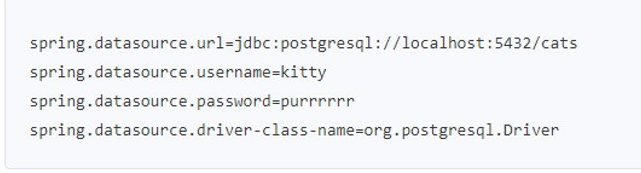 spring.datasource.url=jdbc:postgresql://localhost:5432/cats
spring.datasource.username=kitty
spring.datasource.password=purrrrrr
spring.datasource.driver-class-name=org.postgresql.Driver